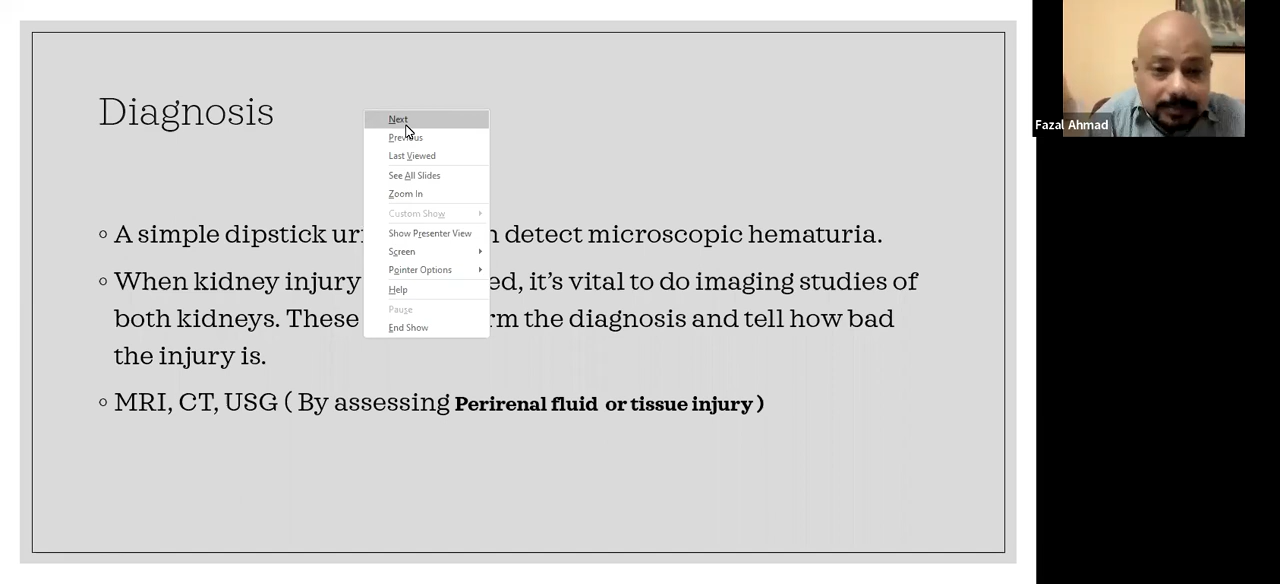 Diagnosis
Next
Previous
Last Viewed
See All Slides
Zoom In
Custom Show
Show Presenter View
Screen
Pointer Options
Help
Pause
End Show
A simple dipstick detect microscopic hematuria.
When kidney injury it’s vital to do imaging studies of
both kidneys. These the diagnosis and tell how bad
the injury is.
MRI, CT, USG ( By assessing Perirenal fluid or tissue injury )
Fazal Ahmad